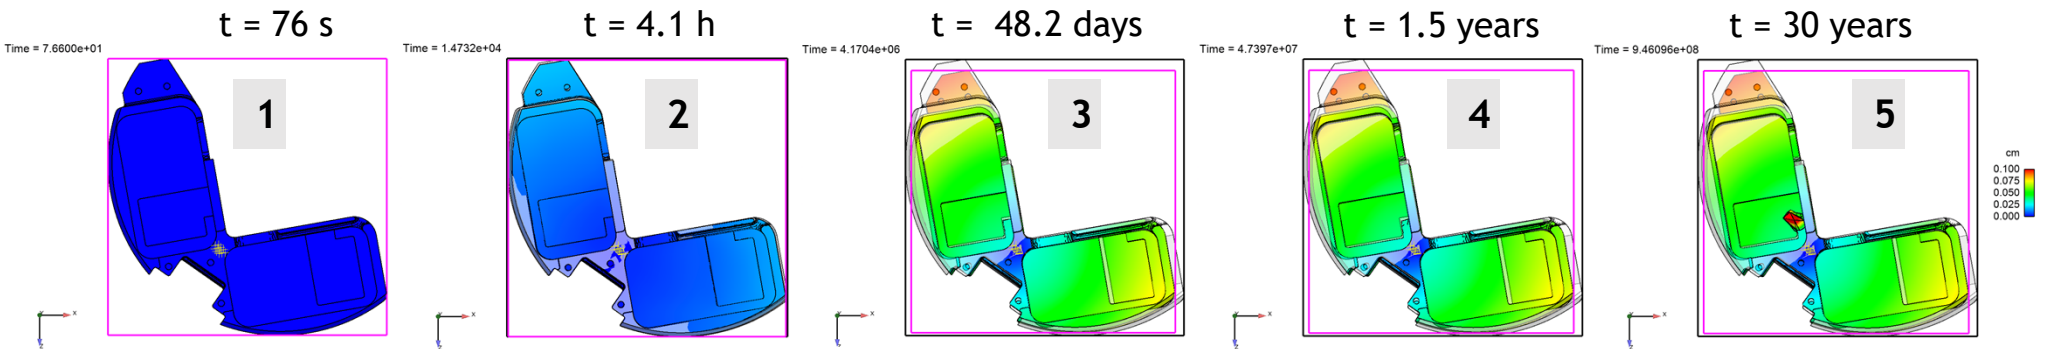 t = 76 s
t = 4.1 h
t = 48.2 days
t = 1.5 years
t = 30 years
Time = 7.6600e+01
Time = 1.4732e+04
Time = 4.1704e+06
Time = 4.7397e+07
Time = 9.46096e+08
1
2
3
4
5
cm
0.100
0.075
0.050
0.025
0.000
x
x
x
x
x